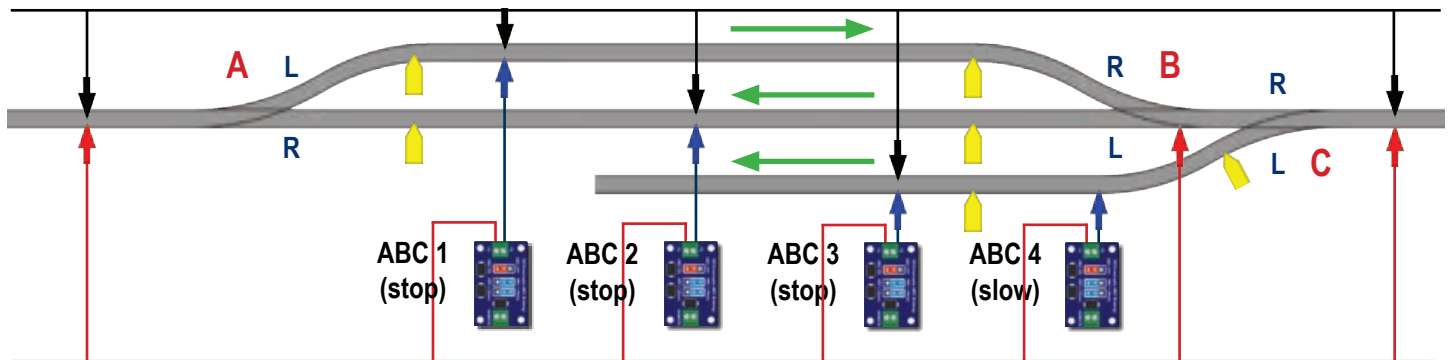 A L R B R
R L L C
ABC 1
(stop)
ABC 2
(stop)
ABC 3
(stop)
ABC 4
(slow)